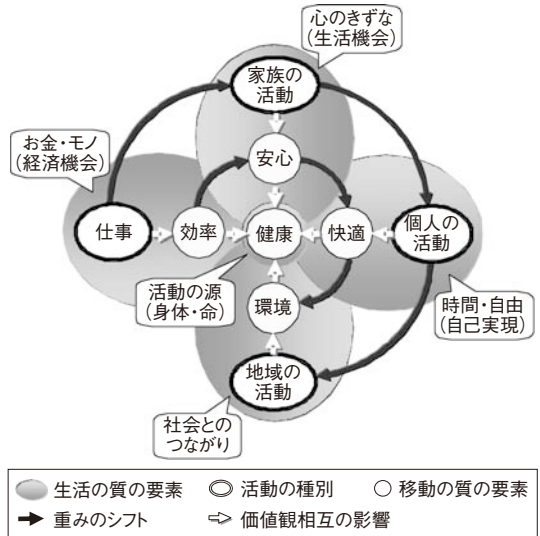 心のきずな
(生活機会)
家族の
活動
お金・モノ
(経済機会)
安心
仕事
効率
健康
快適
個人の
活動
活動の源
(身体・命)
環境
時間・自由
(自己実現)
地域の
活動
社会との
つながり
生活の質の要素
活動の種別
移動の質の要素
重みのシフト
価値観相互の影響